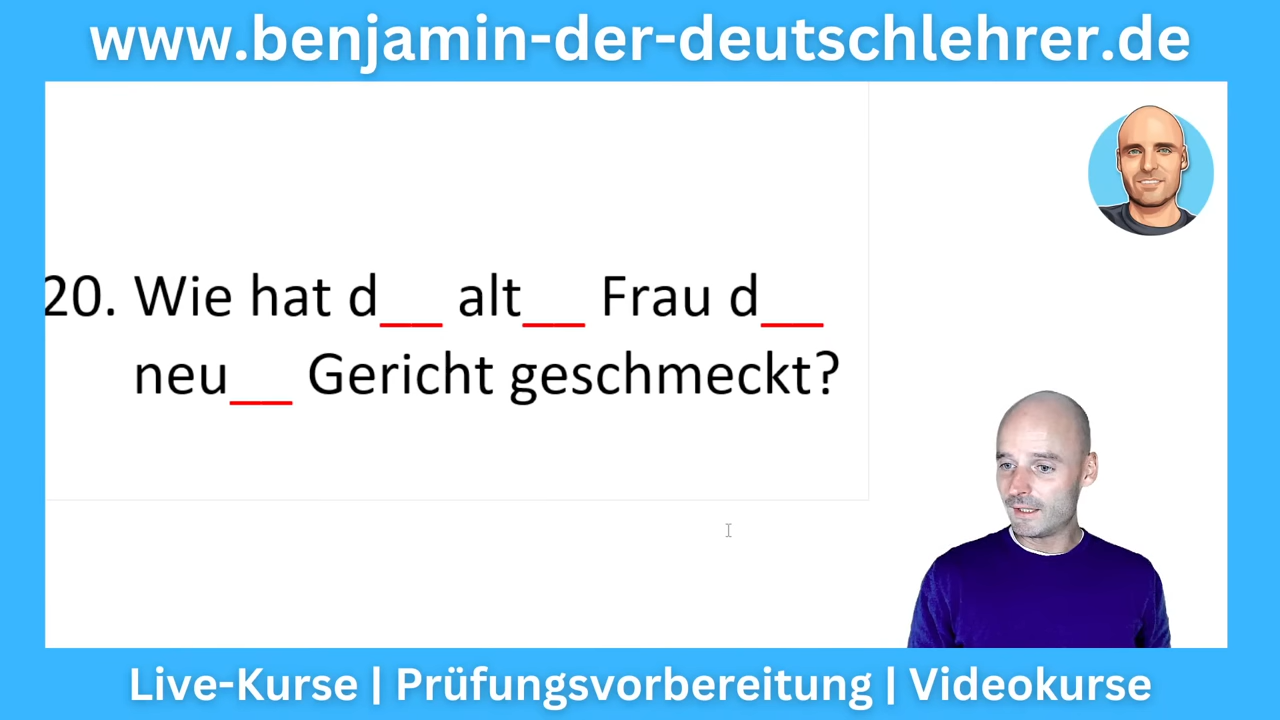 www.benjamin-der-deutschlehrer.de
20. Wie hat d__ alt__ Frau d__
neu__ Gericht geschmeckt?
Live-Kurse | Prüfungsvorbereitung | Videokurse